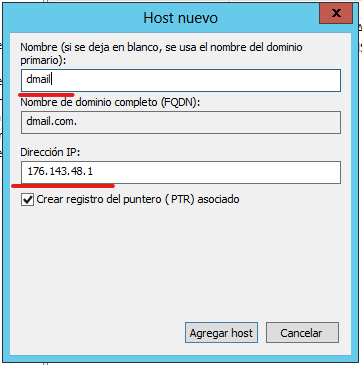 Host nuevo
x
Nombre (si se deja en blanco, se usa el nombre del dominio
primario):
dmail
Nombre de dominio completo (FQDN):
dmail.com.
Dirección IP:
176.143.48.1
Crear registro del puntero (PTR) asociado
Agregar host
Cancelar